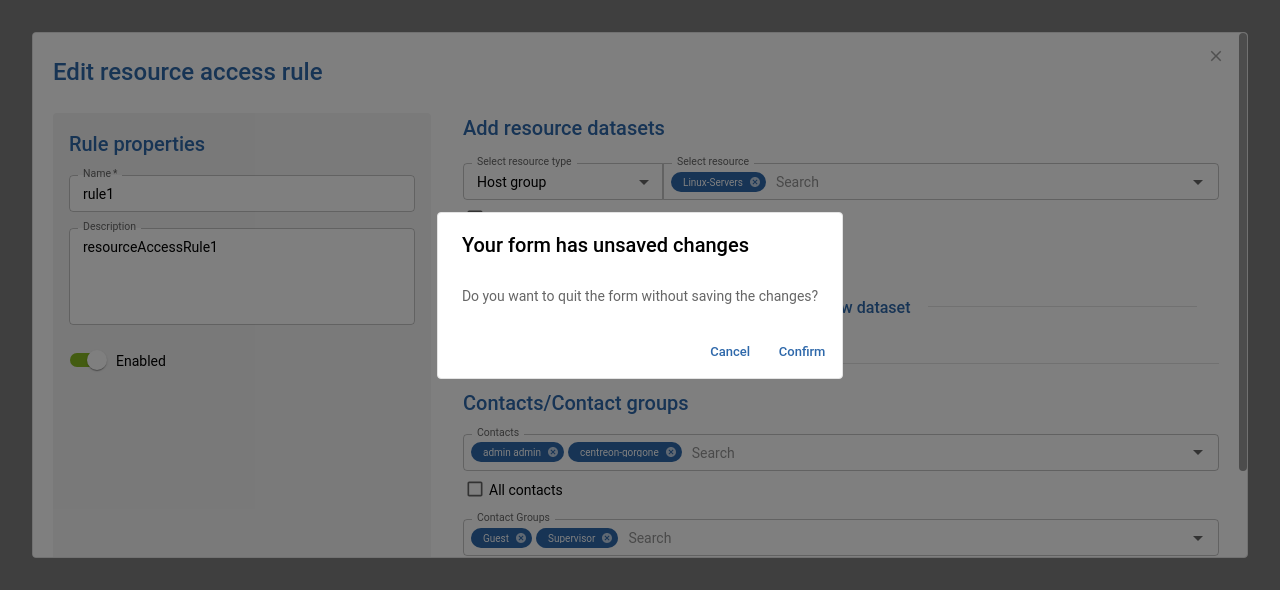 Edit resource access rule
Rule properties
Name *
rule1
Description
resourceAccessRule1
Enabled
Add resource datasets
Select resource type
Host group
Select resource
Linux-Servers
Search
dataset
Your form has unsaved changes
Do you want to quit the form without saving the changes?
Cancel
Confirm
Contacts/Contact groups
Contacts
admin admin
centreon-gorgone
Search
All contacts
Contact Groups
Guest
Supervisor
Search